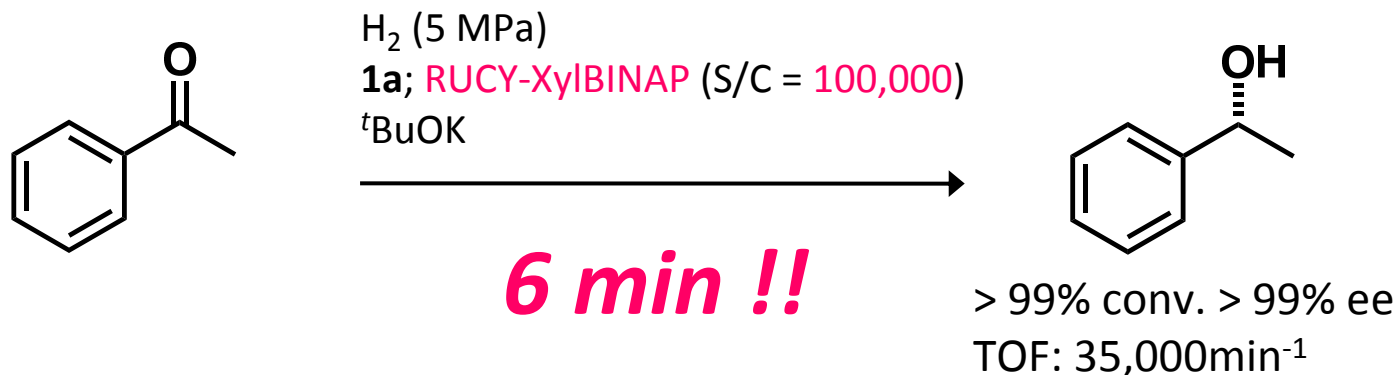 O
H₂ (5 MPa)
1a; RUCY-XylBINAP (S/C = 100,000)
ᵗBuOK
6 min !!
OH
> 99% conv. > 99% ee
TOF: 35,000min⁻¹